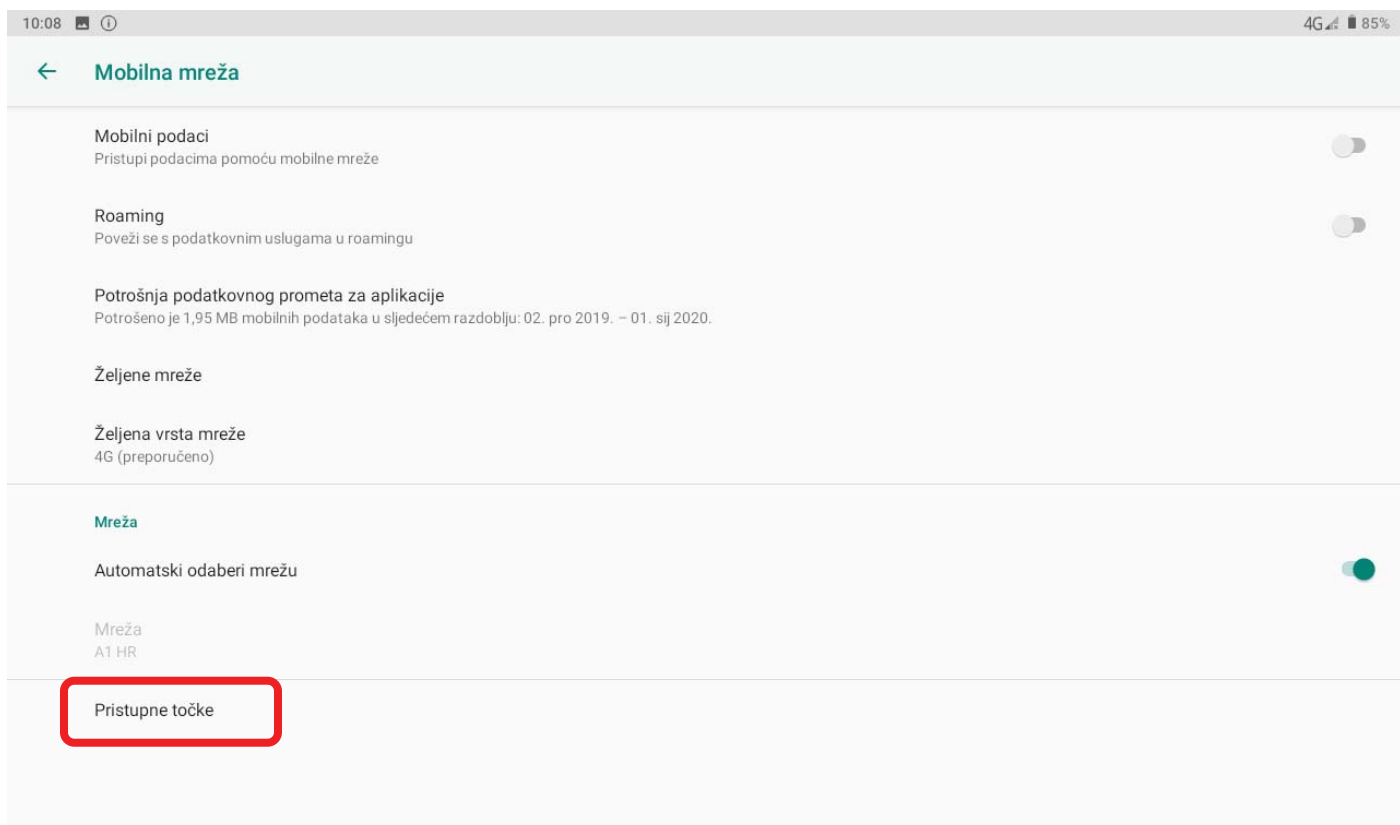 10:08
4G 85%
Mobilna mreža
Mobilni podaci
Pristupi podacima pomoću mobilne mreže
Roaming
Poveži se s podatkovnim uslugama u roamingu
Potrošnja podatkovnog prometa za aplikacije
Potrošeno je 1,95 MB mobilnih podataka u sljedećem razdoblju: 02. pro 2019. – 01. sij 2020.
Željene mreže
Željena vrsta mreže
4G (preporučeno)
Mreža
Automatski odaberi mrežu
Mreža
A1 HR
Pristupne točke